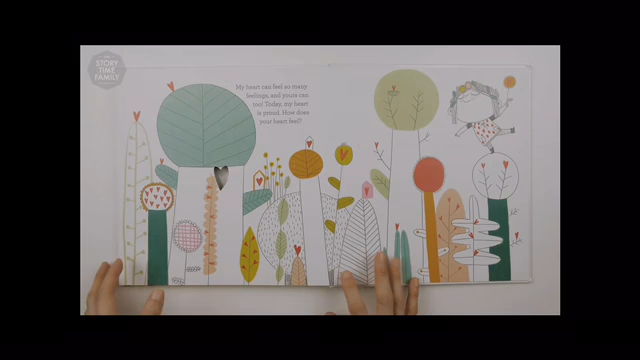 THE
STORY
TIME
FAMILY
My heart can feel so many
feelings, and yours can
too! Today, my heart
is proud. How does
your heart feel?